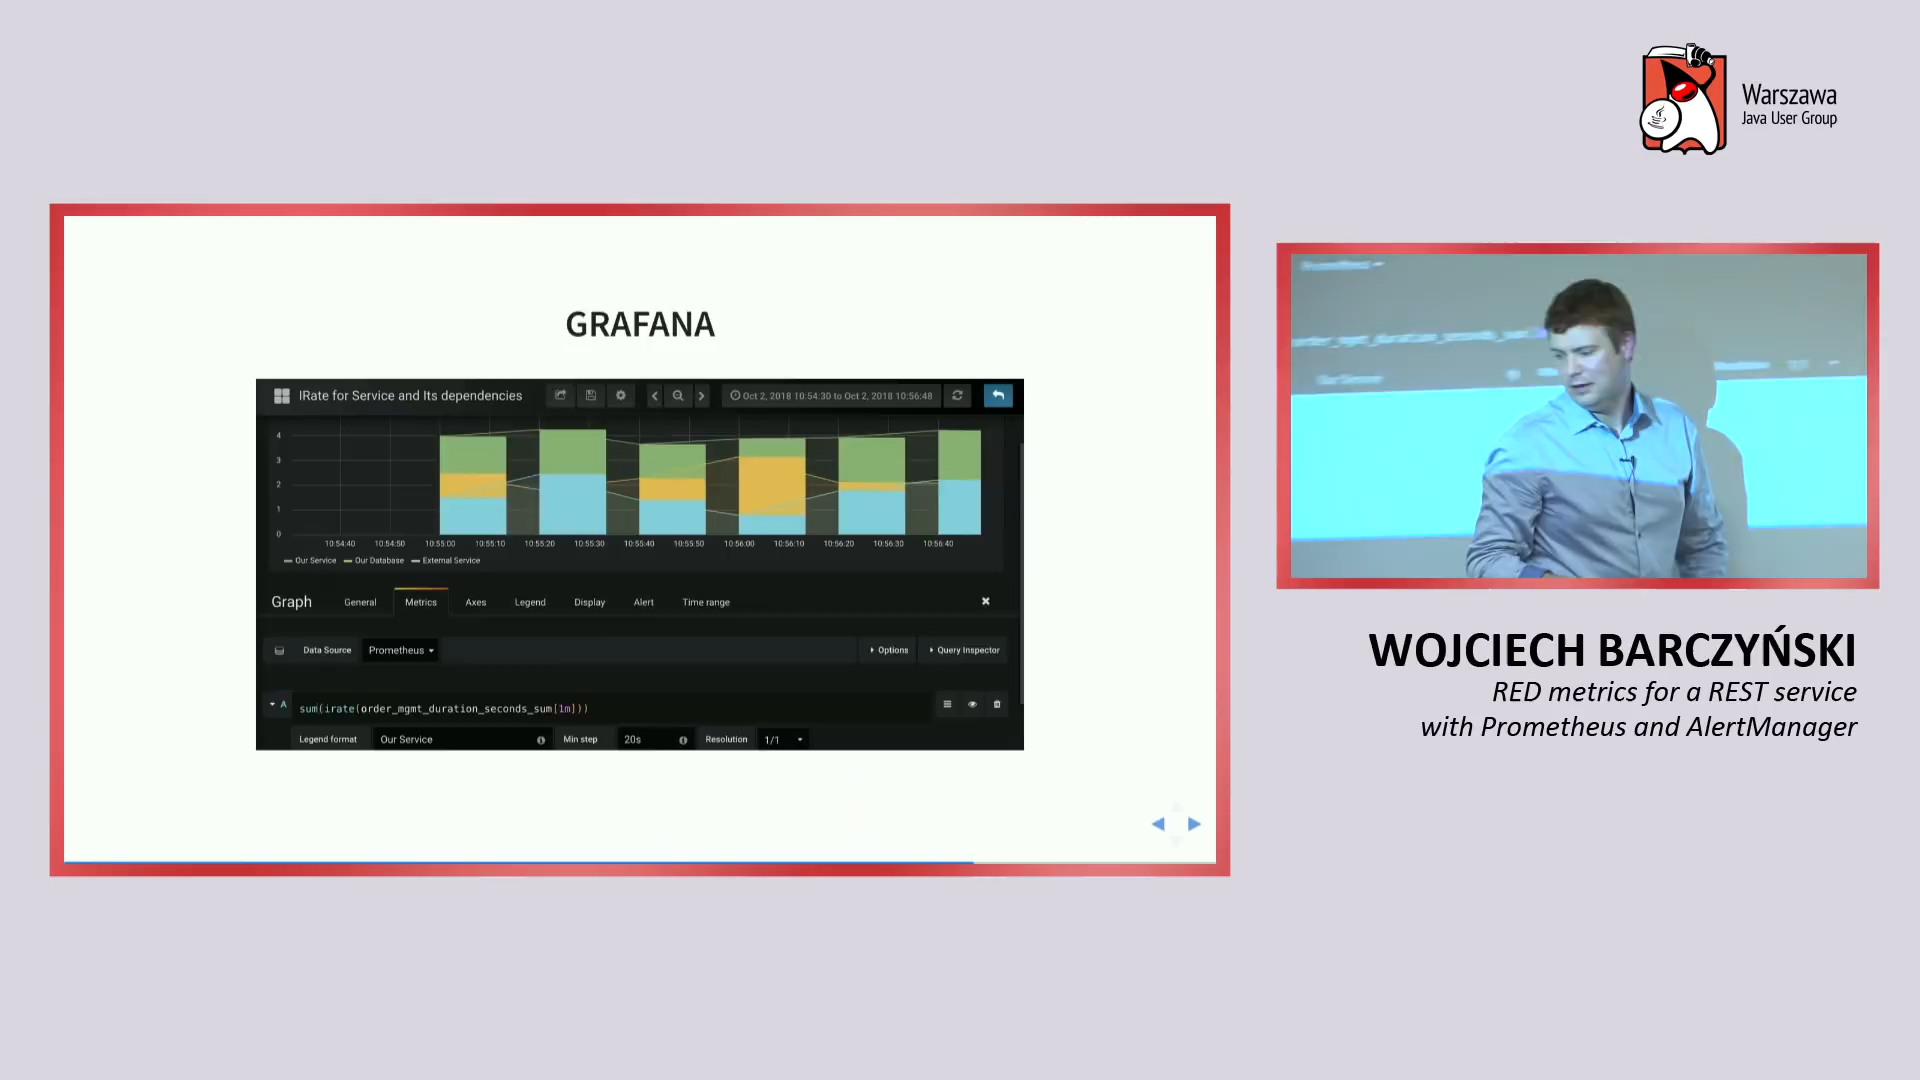 Warszawa
Java User Group
GRAFANA
IRate for Service and Its dependencies
Oct 2, 2018 10:54:30 to Oct 2, 2018 10:56:48
4
3
2
1
0
10:54:40 10:54:50 10:55:00 10:55:10 10:55:20 10:55:30 10:55:40 10:55:50 10:56:00 10:56:10 10:56:20 10:56:30 10:56:40
Our Service Our Database External Service
Graph General Metrics Axes Legend Display Alert Time range
Data Source Prometheus Options Query Inspector
A sum(irate(order_mgmt_duration_seconds_sum[1m]))
Legend format Our Service Min step 20s Resolution 1/1
WOJCIECH BARCZYŃSKI
RED metrics for a REST service
with Prometheus and AlertManager